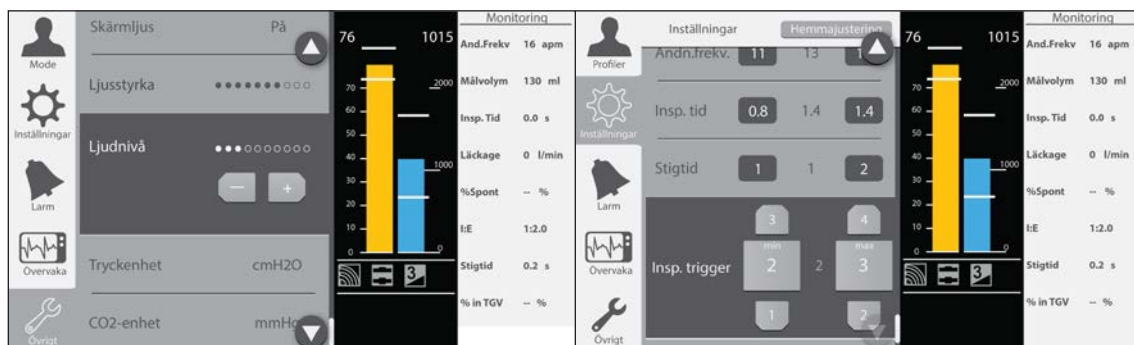 Mode
Inställningar
Larm
Övervaka
Övrigt
Skärmljus På
Ljusstyrka
Ljudnivå
− +
Tryckenhet cmH2O
CO2-enhet mmHg
76 1015
70
60
50
40
30
20
10
0
2000
1000
0
3
Monitoring
And.Frekv 16 apm
Målvolym 130 ml
Insp. Tid 0.0 s
Läckage 0 l/min
%Spont -- %
I:E 1:2.0
Stigtid 0.2 s
% in TGV -- %
Profiler
Inställningar
Larm
Övervaka
Övrigt
Inställningar Hemmajustering
Andn.frekv. 11 13
Insp. tid 0.8 1.4 1.4
Stigtid 1 1 2
3 4
min max
Insp. trigger 2 2 3
1 2
76 1015
70
60
50
40
30
20
10
0
2000
1000
0
3
Monitoring
And.Frekv 16 apm
Målvolym 130 ml
Insp. Tid 0.0 s
Läckage 0 l/min
%Spont -- %
I:E 1:2.0
Stigtid 0.2 s
% in TGV -- %